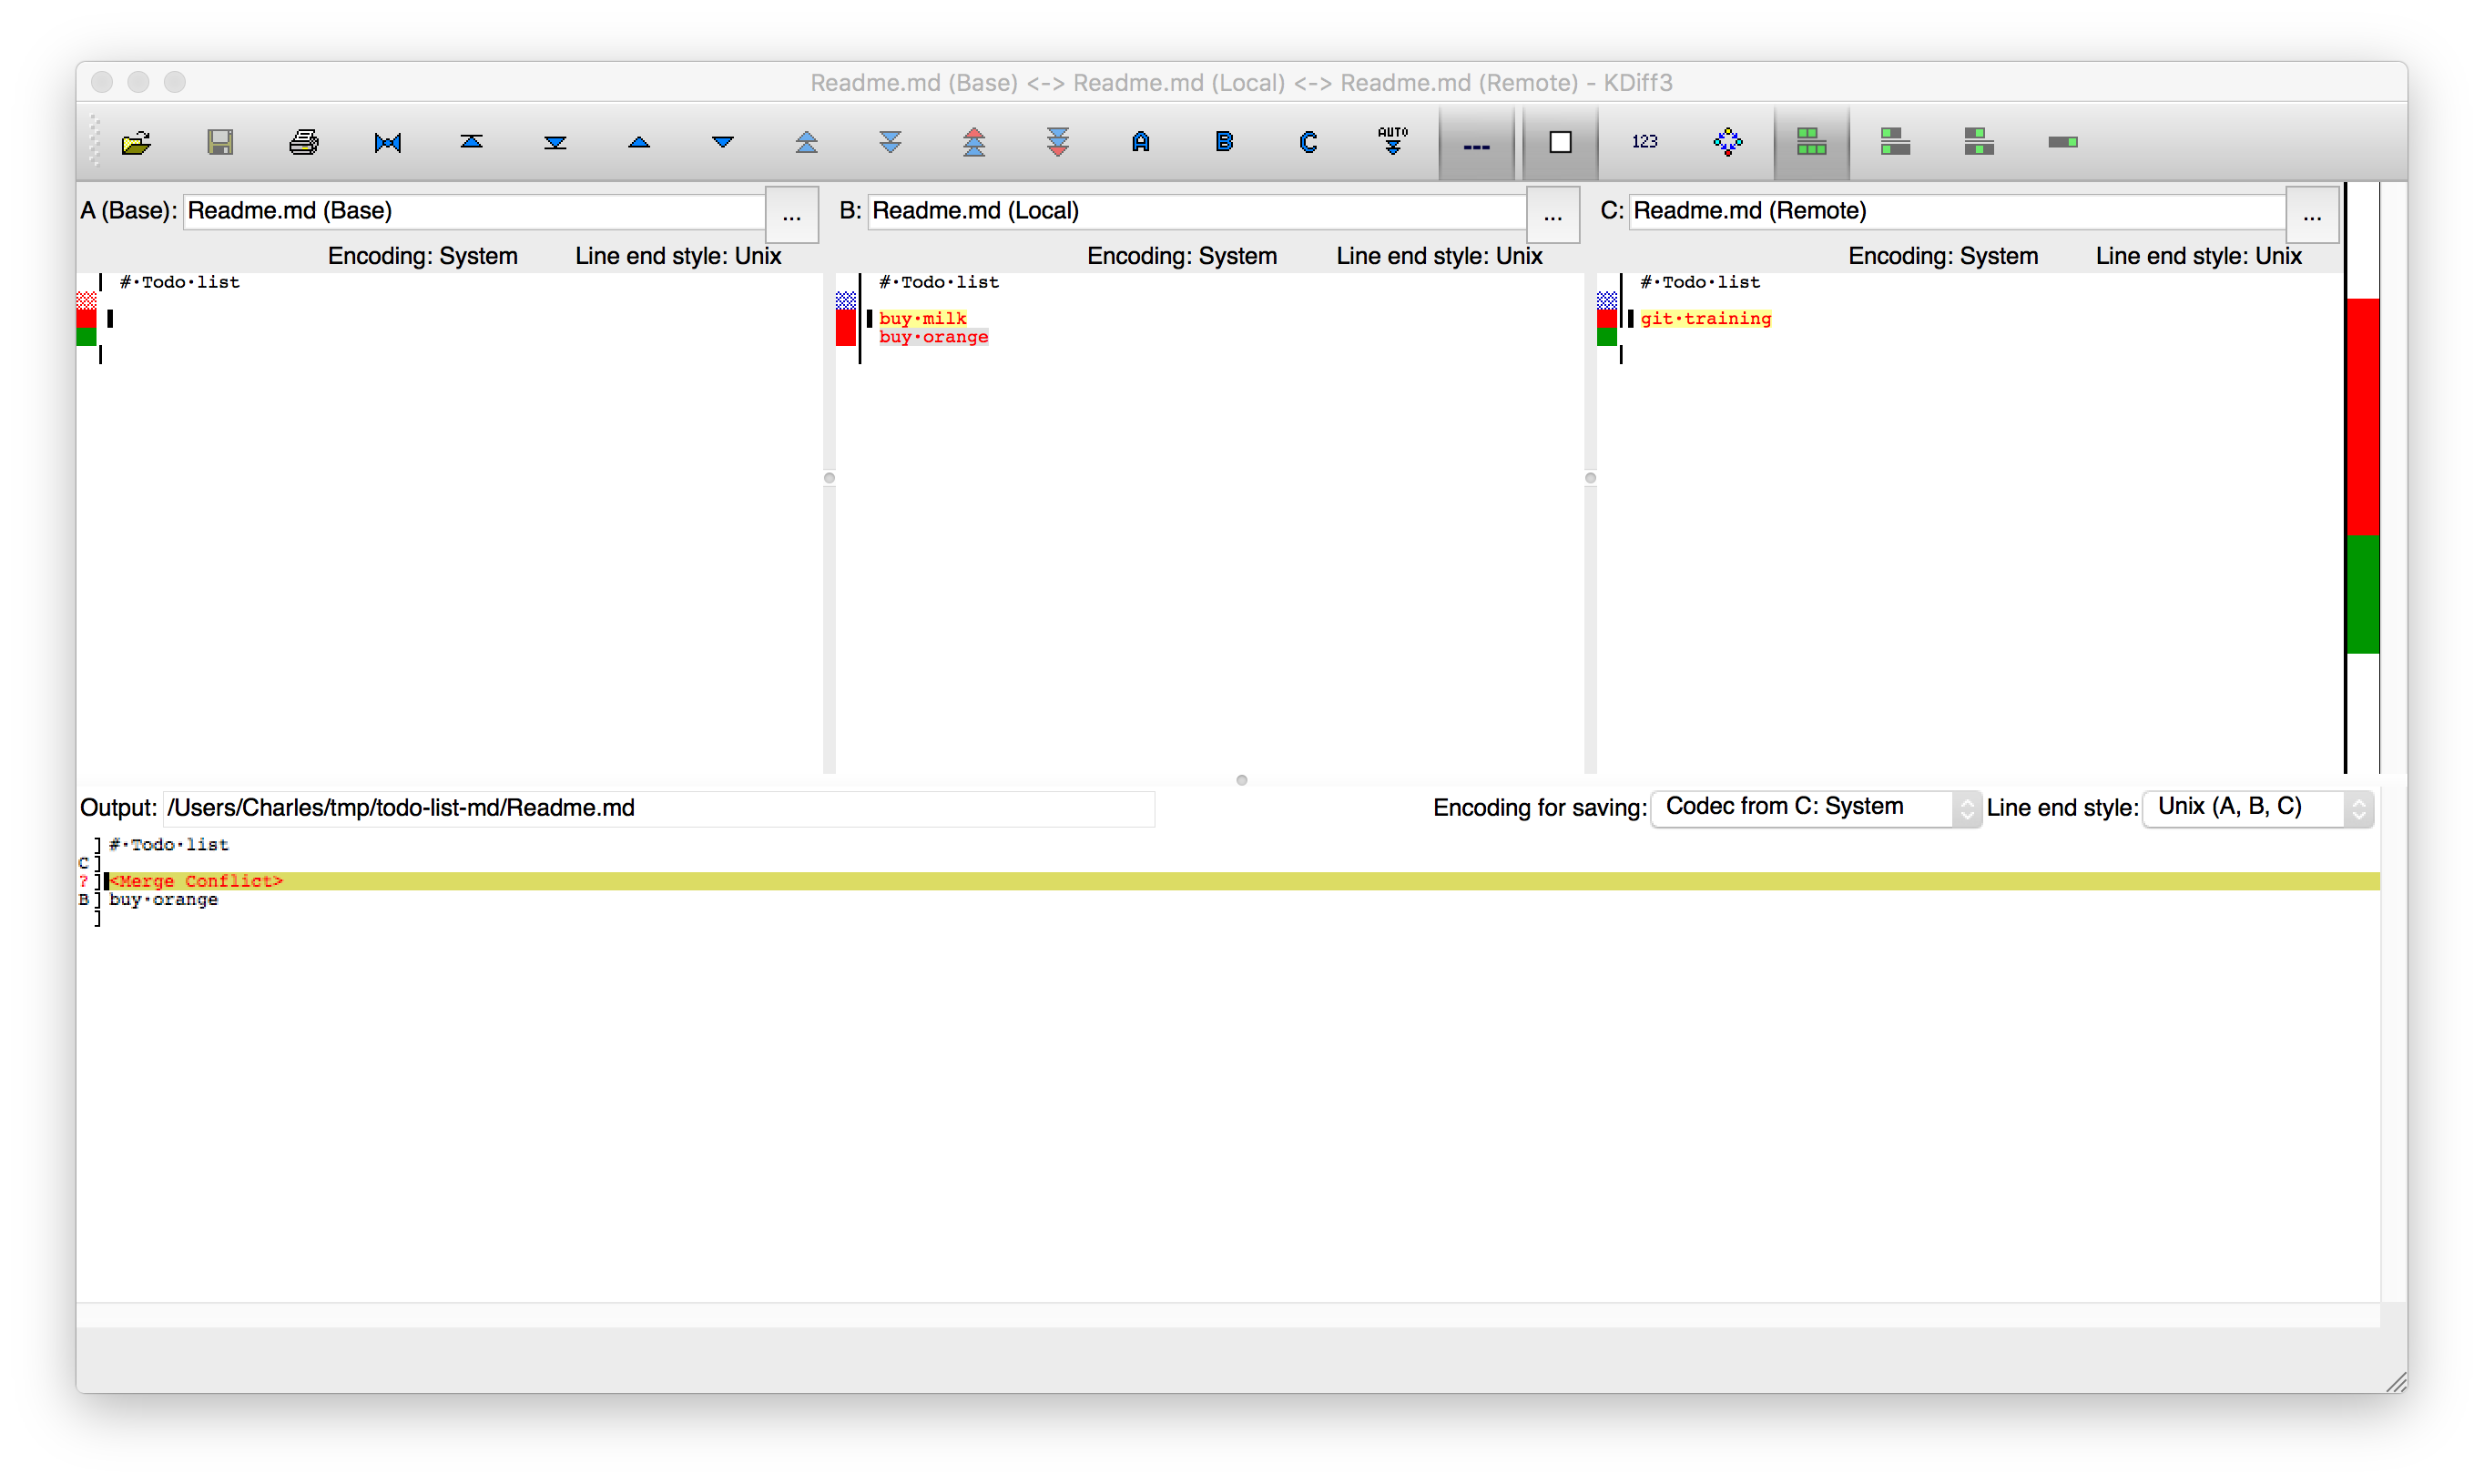 Readme.md (Base) <-> Readme.md (Local) <-> Readme.md (Remote) - KDiff3
A B C AUTO --- 123
A (Base): Readme.md (Base) ... B: Readme.md (Local) ... C: Readme.md (Remote) ...
Encoding: System Line end style: Unix Encoding: System Line end style: Unix Encoding: System Line end style: Unix
#·Todo·list #·Todo·list #·Todo·list
buy·milk git·training
buy·orange
Output: /Users/Charles/tmp/todo-list-md/Readme.md Encoding for saving: Codec from C: System Line end style: Unix (A, B, C)
] #·Todo·list
C ]
? ] <Merge Conflict>
B ] buy·orange
]